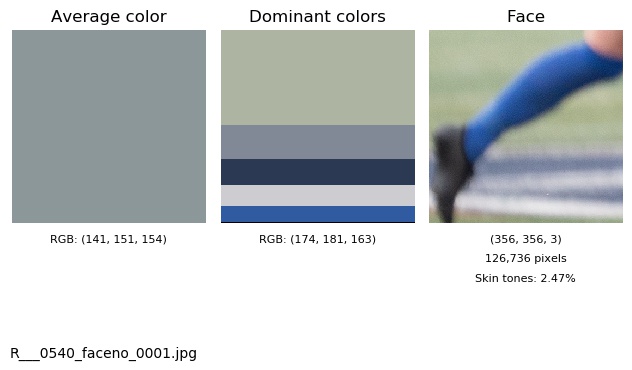 Average color
Dominant colors
Face
RGB: (141, 151, 154)
RGB: (174, 181, 163)
(356, 356, 3)
126,736 pixels
Skin tones: 2.47%
R___0540_faceno_0001.jpg